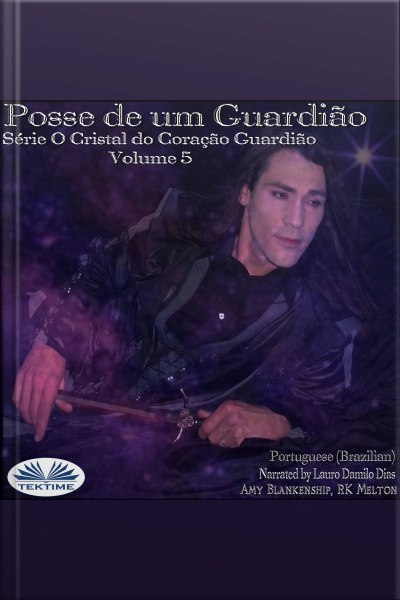 Posse de um Guardião
Série O Cristal do Coração Guardião
Volume 5
Portuguese (Brazilian)
Narrated by Lauro Damilo Dias
Amy Blankenship, RK Melton
TEKTIME